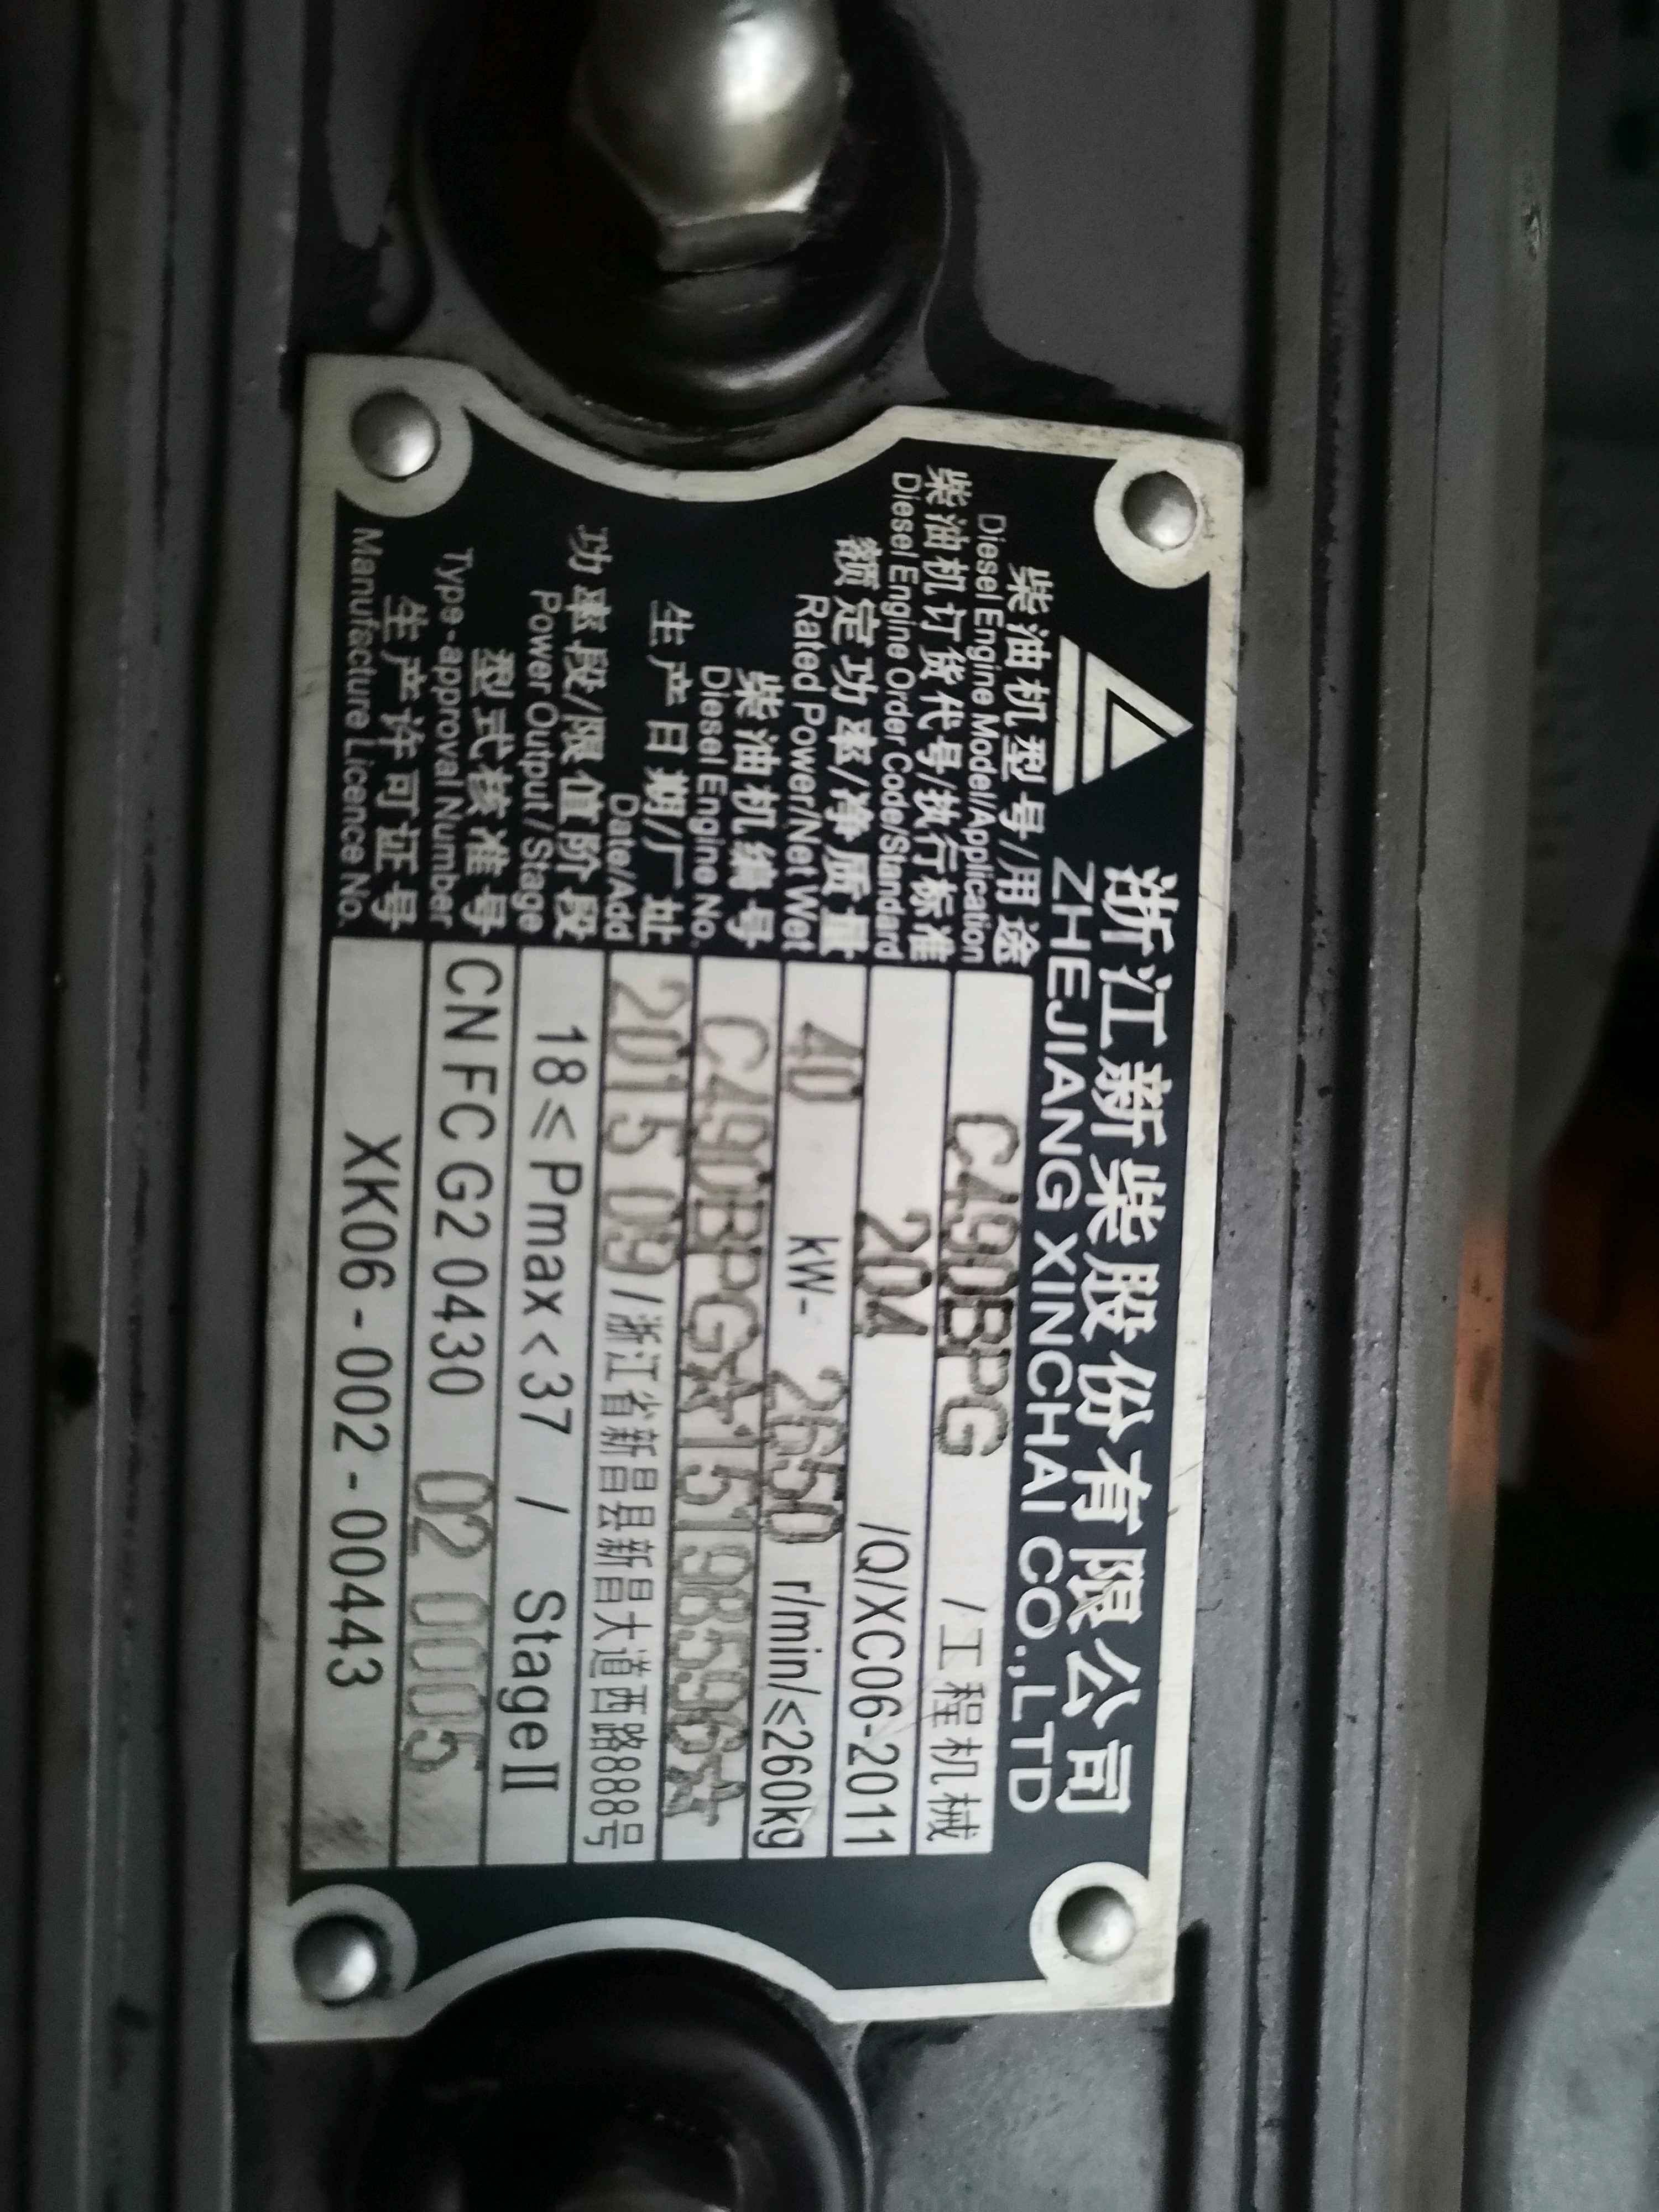 浙江新柴股份有限公司
ZHEJIANG XINCHAI CO.,LTD
柴油机型号/用途 C490BPG /工程机械
Diesel Engine Model/Application
柴油机订货代号/执行标准 204 /Q/XC06-2011
Diesel Engine Order Code/Standard
额定功率/净质量 40 kW- 2650 r/min/≤260kg
Rated Power/Net Wet
柴油机编号 C490BPG☆15198596☆
Diesel Engine No.
生产日期/厂址 2015 09 /浙江省新昌县新昌大道西路888号
Date/Add
功率段/限值阶段 18≤Pmax<37 / StageII
Power Output/Stage
型式核准号 CN FC G2 0430 02 0005
Type-approval Number
生产许可证号 XK06-002-00443
Manufacture Licence No.